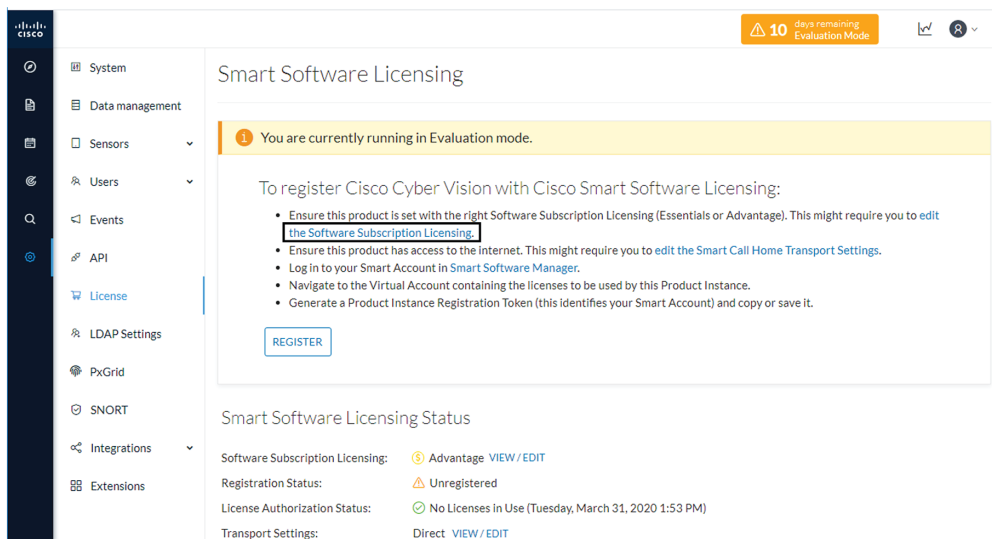 cisco
10 days remaining
Evaluation Mode
System
Data management
Sensors
Users
Events
API
License
LDAP Settings
PxGrid
SNORT
Integrations
Extensions
Smart Software Licensing
You are currently running in Evaluation mode.
To register Cisco Cyber Vision with Cisco Smart Software Licensing:
Ensure this product is set with the right Software Subscription Licensing (Essentials or Advantage). This might require you to edit
the Software Subscription Licensing.
Ensure this product has access to the internet. This might require you to edit the Smart Call Home Transport Settings.
Log in to your Smart Account in Smart Software Manager.
Navigate to the Virtual Account containing the licenses to be used by this Product Instance.
Generate a Product Instance Registration Token (this identifies your Smart Account) and copy or save it.
REGISTER
Smart Software Licensing Status
Software Subscription Licensing: Advantage VIEW / EDIT
Registration Status: Unregistered
License Authorization Status: No Licenses in Use (Tuesday, March 31, 2020 1:53 PM)
Transport Settings: Direct VIEW / EDIT